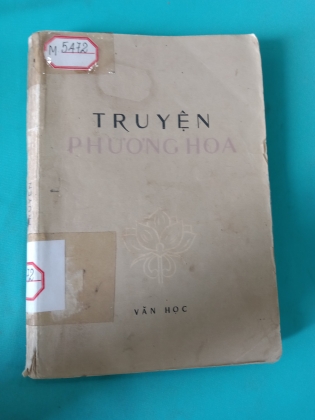 M 5472
TRUYỆN
PHƯƠNG HOA
VĂN HỌC